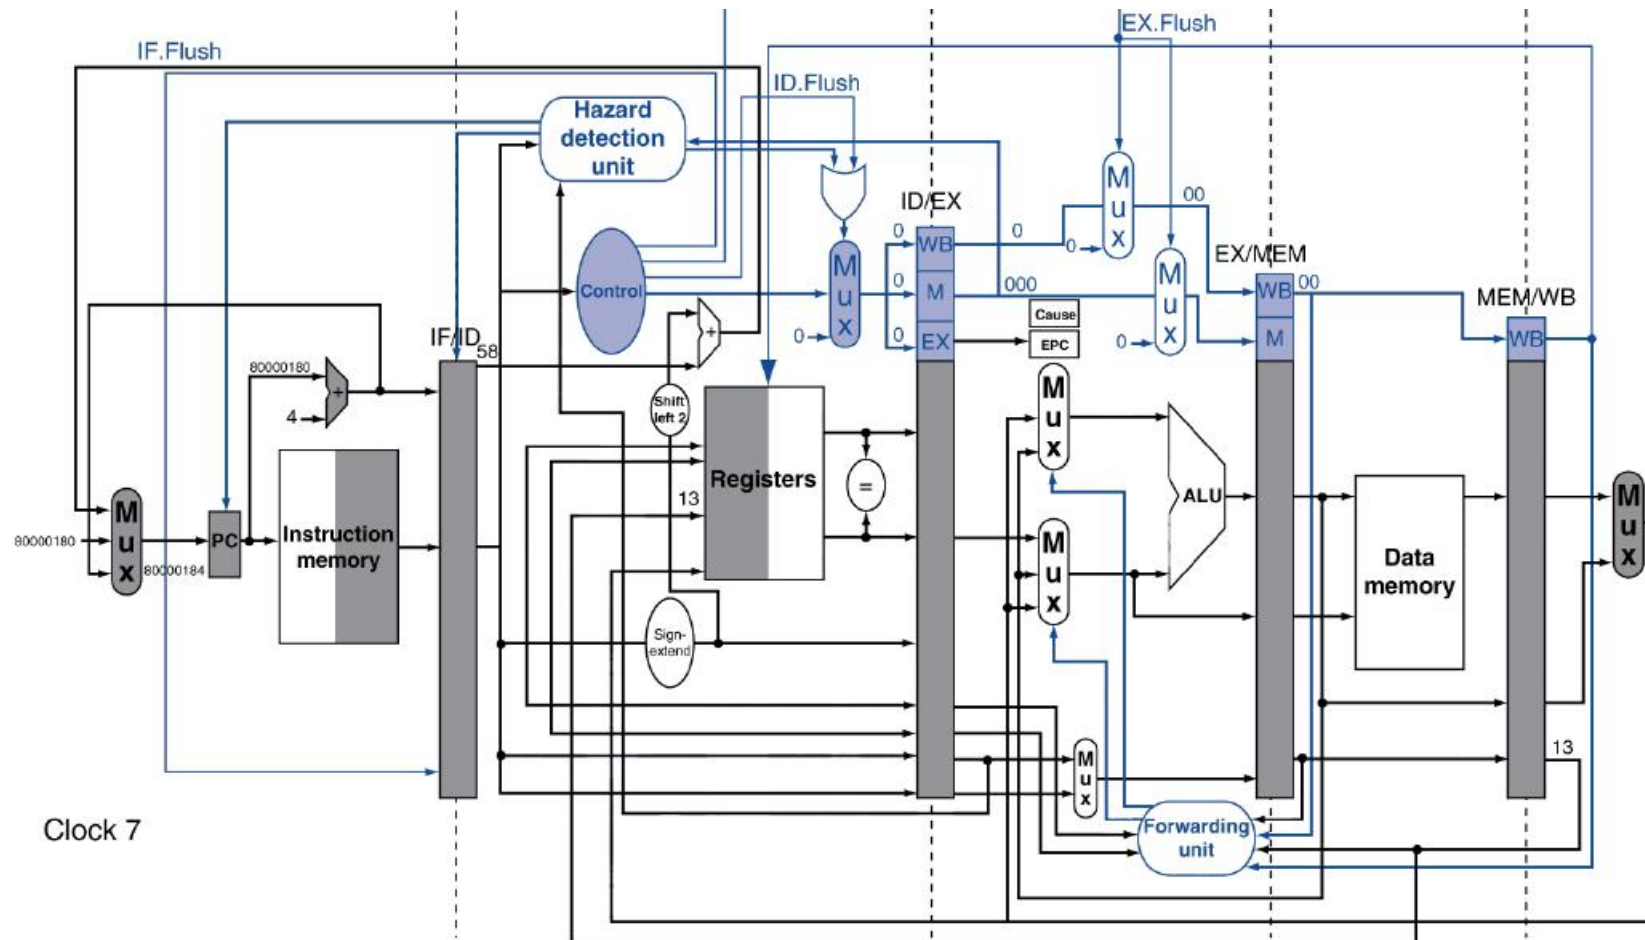 EX.Flush
IF.Flush
ID.Flush
Hazard
detection
unit
M
u
x
00
ID/EX
0
WB
0
0
EX/MEM
M
u
x
0
M
000
M
u
x
WB
00
MEM/WB
Control
Cause
0
0
EX
EPC
0
M
WB
IF/ID
58
+
80000180
+
4
Shift
left 2
M
u
x
M
u
x
Registers
=
ALU
13
M
u
x
80000180
80000184
PC
Instruction
memory
M
u
x
Data
memory
M
u
x
Sign-
extend
M
u
x
13
Forwarding
unit
Clock 7